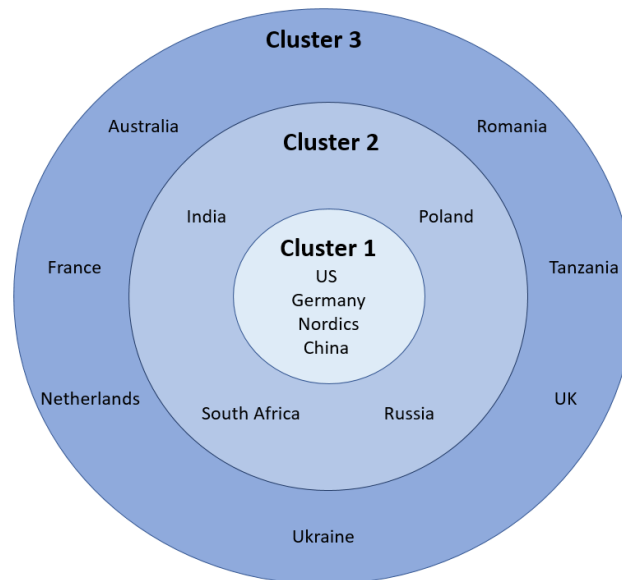 Cluster 3
Australia
Romania
Cluster 2
India
Poland
Cluster 1
US
Germany
Nordics
China
France
Tanzania
Netherlands
UK
South Africa
Russia
Ukraine